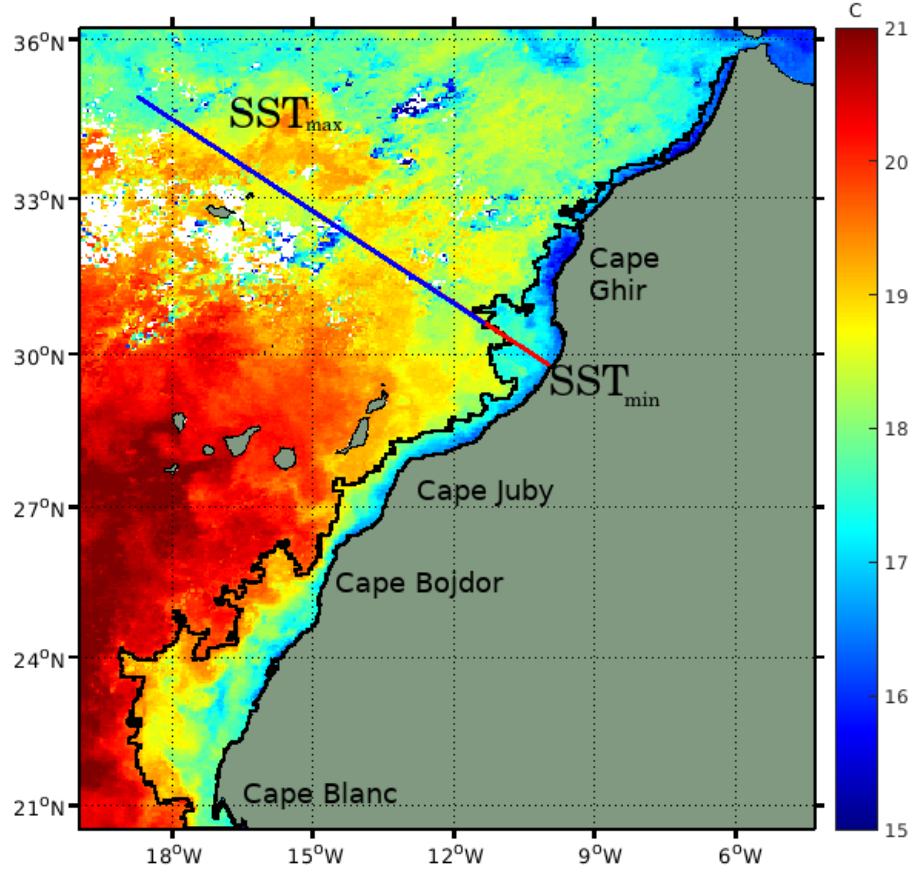 C
36°N
33°N
30°N
27°N
24°N
21°N
SSTmax
Cape
Ghir
SSTmin
Cape Juby
Cape Bojdor
Cape Blanc
18°W
15°W
12°W
9°W
6°W
21
20
19
18
17
16
15